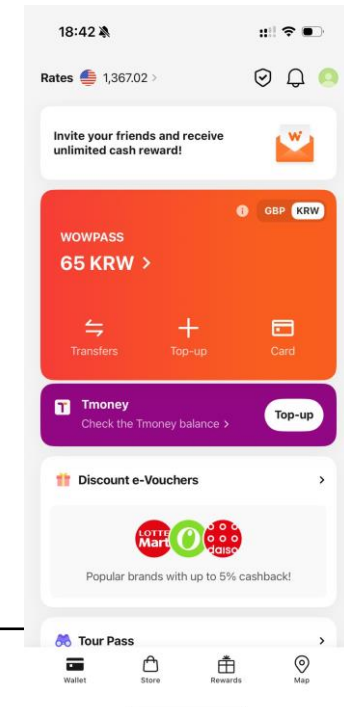 18:42
Rates 1,367.02 >
Invite your friends and receive
unlimited cash reward!
W
GBP KRW
WOWPASS
65 KRW >
Transfers Top-up Card
T Tmoney
Check the Tmoney balance >
Top-up
Discount e-Vouchers >
LOTTE
Mart
daiso
Popular brands with up to 5% cashback!
Tour Pass >
Wallet Store Rewards Map